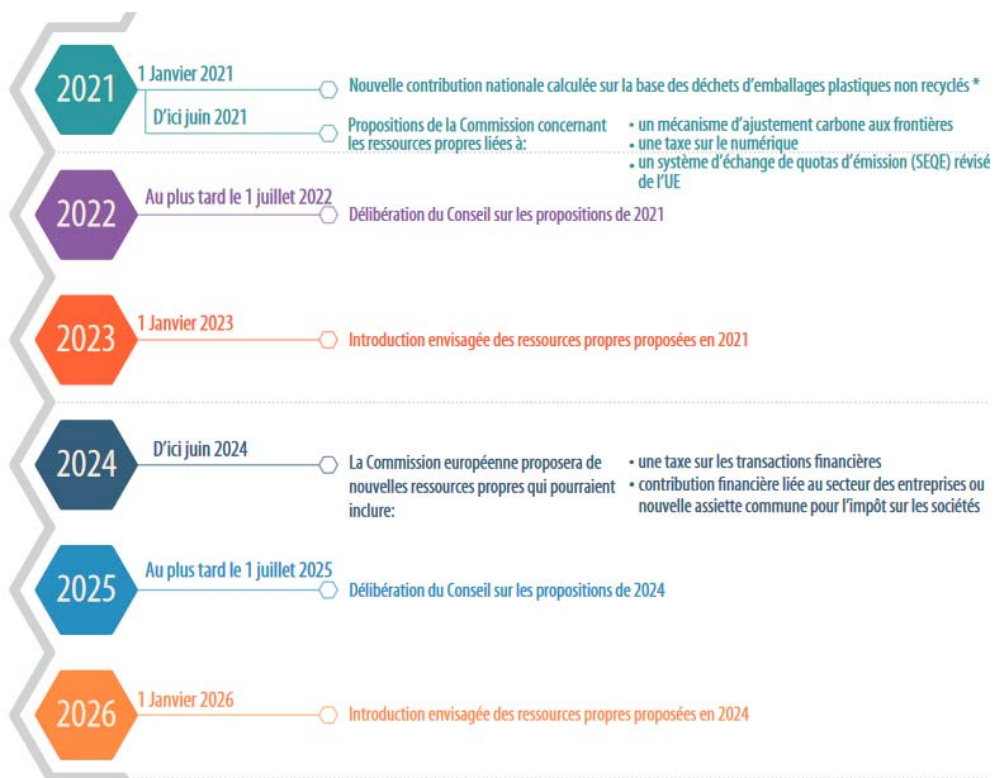 2021
1 Janvier 2021
Nouvelle contribution nationale calculée sur la base des déchets d'emballages plastiques non recyclés *
D'ici juin 2021
Propositions de la Commission concernant
les ressources propres liées à:
• un mécanisme d'ajustement carbone aux frontières
• une taxe sur le numérique
• un système d'échange de quotas d'émission (SEQE) révisé
de l'UE
2022
Au plus tard le 1 juillet 2022
Délibération du Conseil sur les propositions de 2021
2023
1 Janvier 2023
Introduction envisagée des ressources propres proposées en 2021
2024
D'ici juin 2024
La Commission européenne proposera de
nouvelles ressources propres qui pourraient
inclure:
• une taxe sur les transactions financières
• contribution financière liée au secteur des entreprises ou
nouvelle assiette commune pour l'impôt sur les sociétés
2025
Au plus tard le 1 juillet 2025
Délibération du Conseil sur les propositions de 2024
2026
1 Janvier 2026
Introduction envisagée des ressources propres proposées en 2024